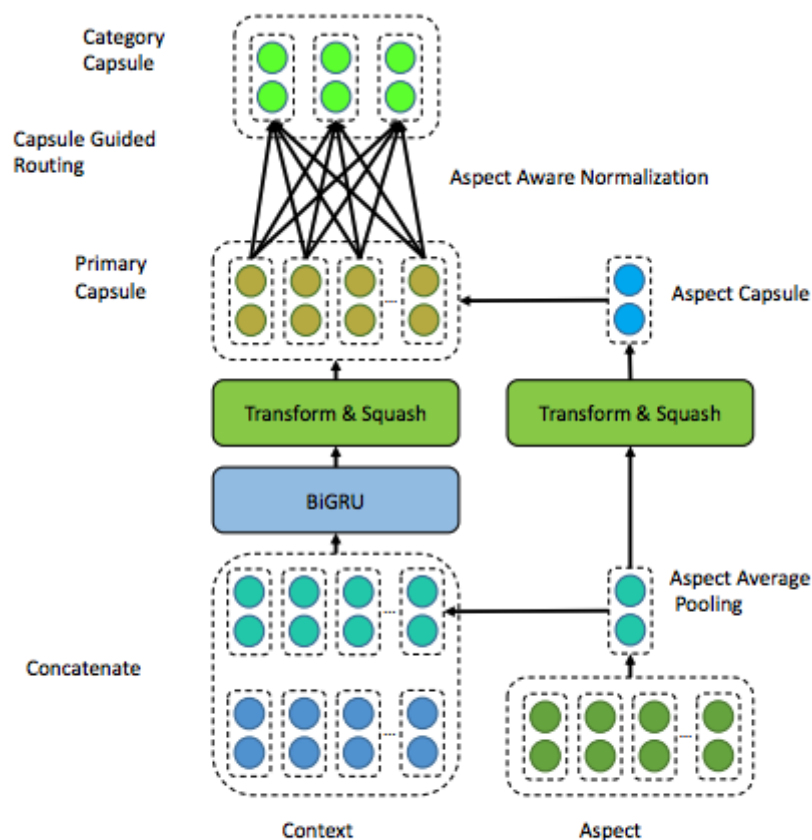 Category
Capsule
Capsule Guided
Routing
Aspect Aware Normalization
Primary
Capsule
...
Aspect Capsule
Transform & Squash
Transform & Squash
BiGRU
Aspect Average
Pooling
...
Concatenate
...
...
Context
Aspect